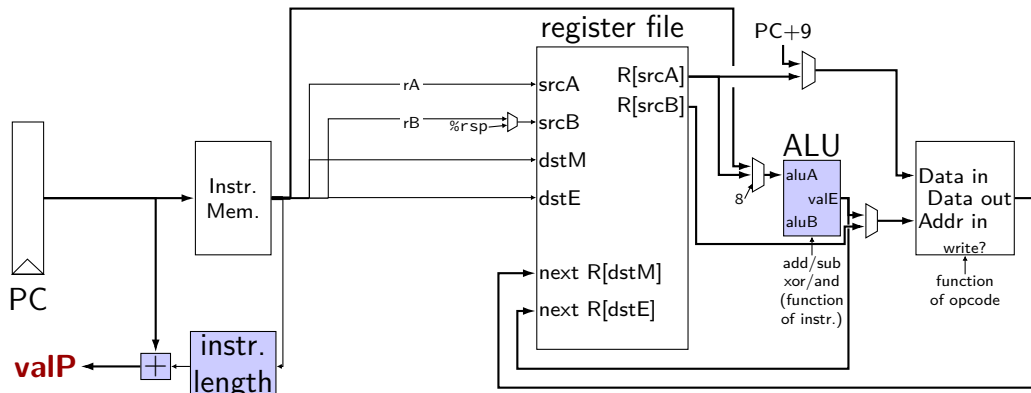 register file
PC+9
R[srcA]
srcA
rA
R[srcB]
rB
%rsp
srcB
ALU
dstM
Instr.
Mem.
8
aluA
valE
aluB
Data in
Data out
Addr in
dstE
write?
add/sub
xor/and
(function
of instr.)
function
of opcode
next R[dstM]
PC
next R[dstE]
instr.
length
+
valP